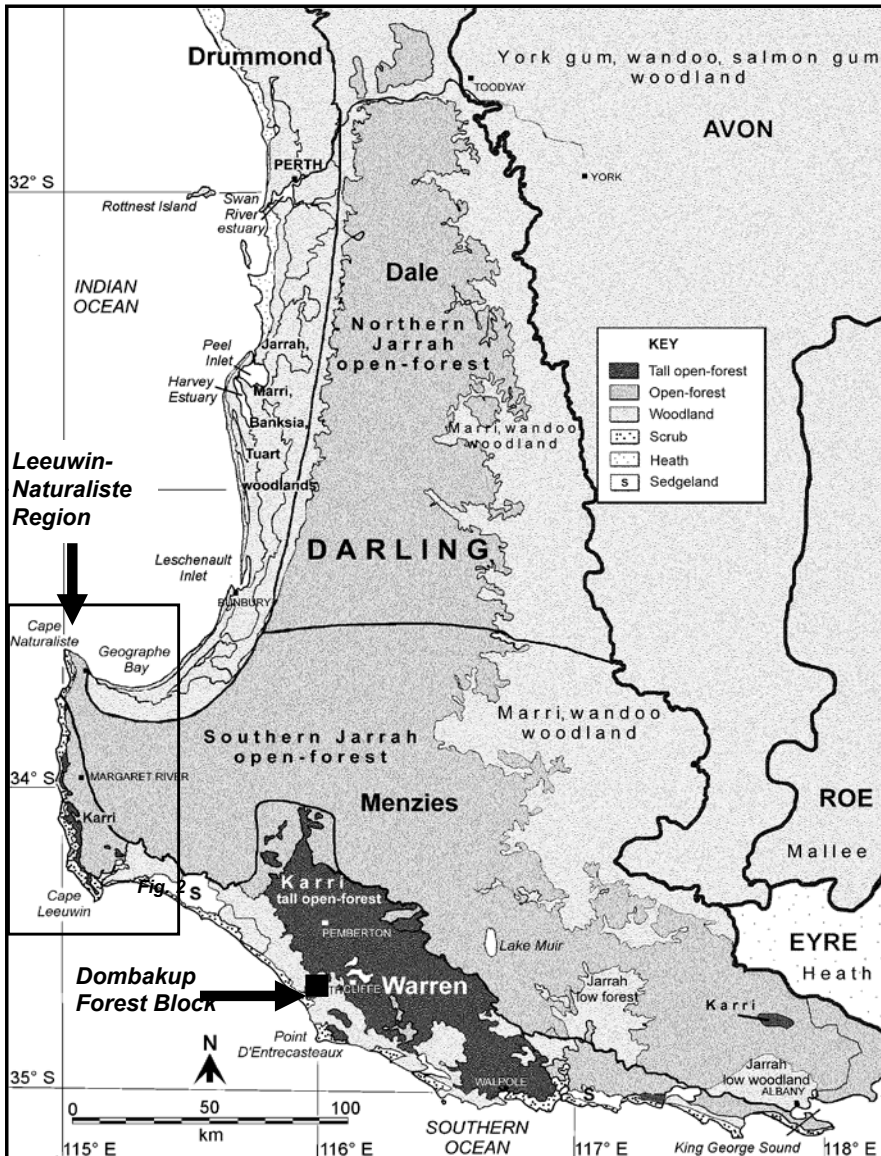 Drummond
York gum, wandoo, salmon gum
woodland
TOODYAY
AVON
PERTH
YORK
32° S
Rottnest Island
Swan
River
estuary
INDIAN
OCEAN
Dale
Northern
Jarrah
open-forest
KEY
Tall open-forest
Open-forest
Woodland
Scrub
Heath
S Sedgeland
Peel
Inlet
Harvey
Estuary
Jarrah,
Marri,
Banksia,
Tuart
woodlands
Marri, wandoo
woodland
Leeuwin-
Naturaliste
Region
DARLING
Leschenault
Inlet
BUNBURY
Cape
Naturaliste
Geographe
Bay
Marri, wandoo
woodland
Southern Jarrah
open-forest
34° S
MARGARET RIVER
Menzies
ROE
Mallee
Karri
Fig. 2
S
Cape
Leeuwin
Karri
tall open-forest
PEMBERTON
Lake Muir
EYRE
Heath
Dombakup
Forest Block
CLIFFE
Warren
Jarrah
low forest
Karri
Point
D'Entrecasteaux
N
35° S
WALPOLE
S
Jarrah
low woodland
ALBANY
0 50 100
km
SOUTHERN
OCEAN
King George Sound
115° E
116° E
117° E
118° E